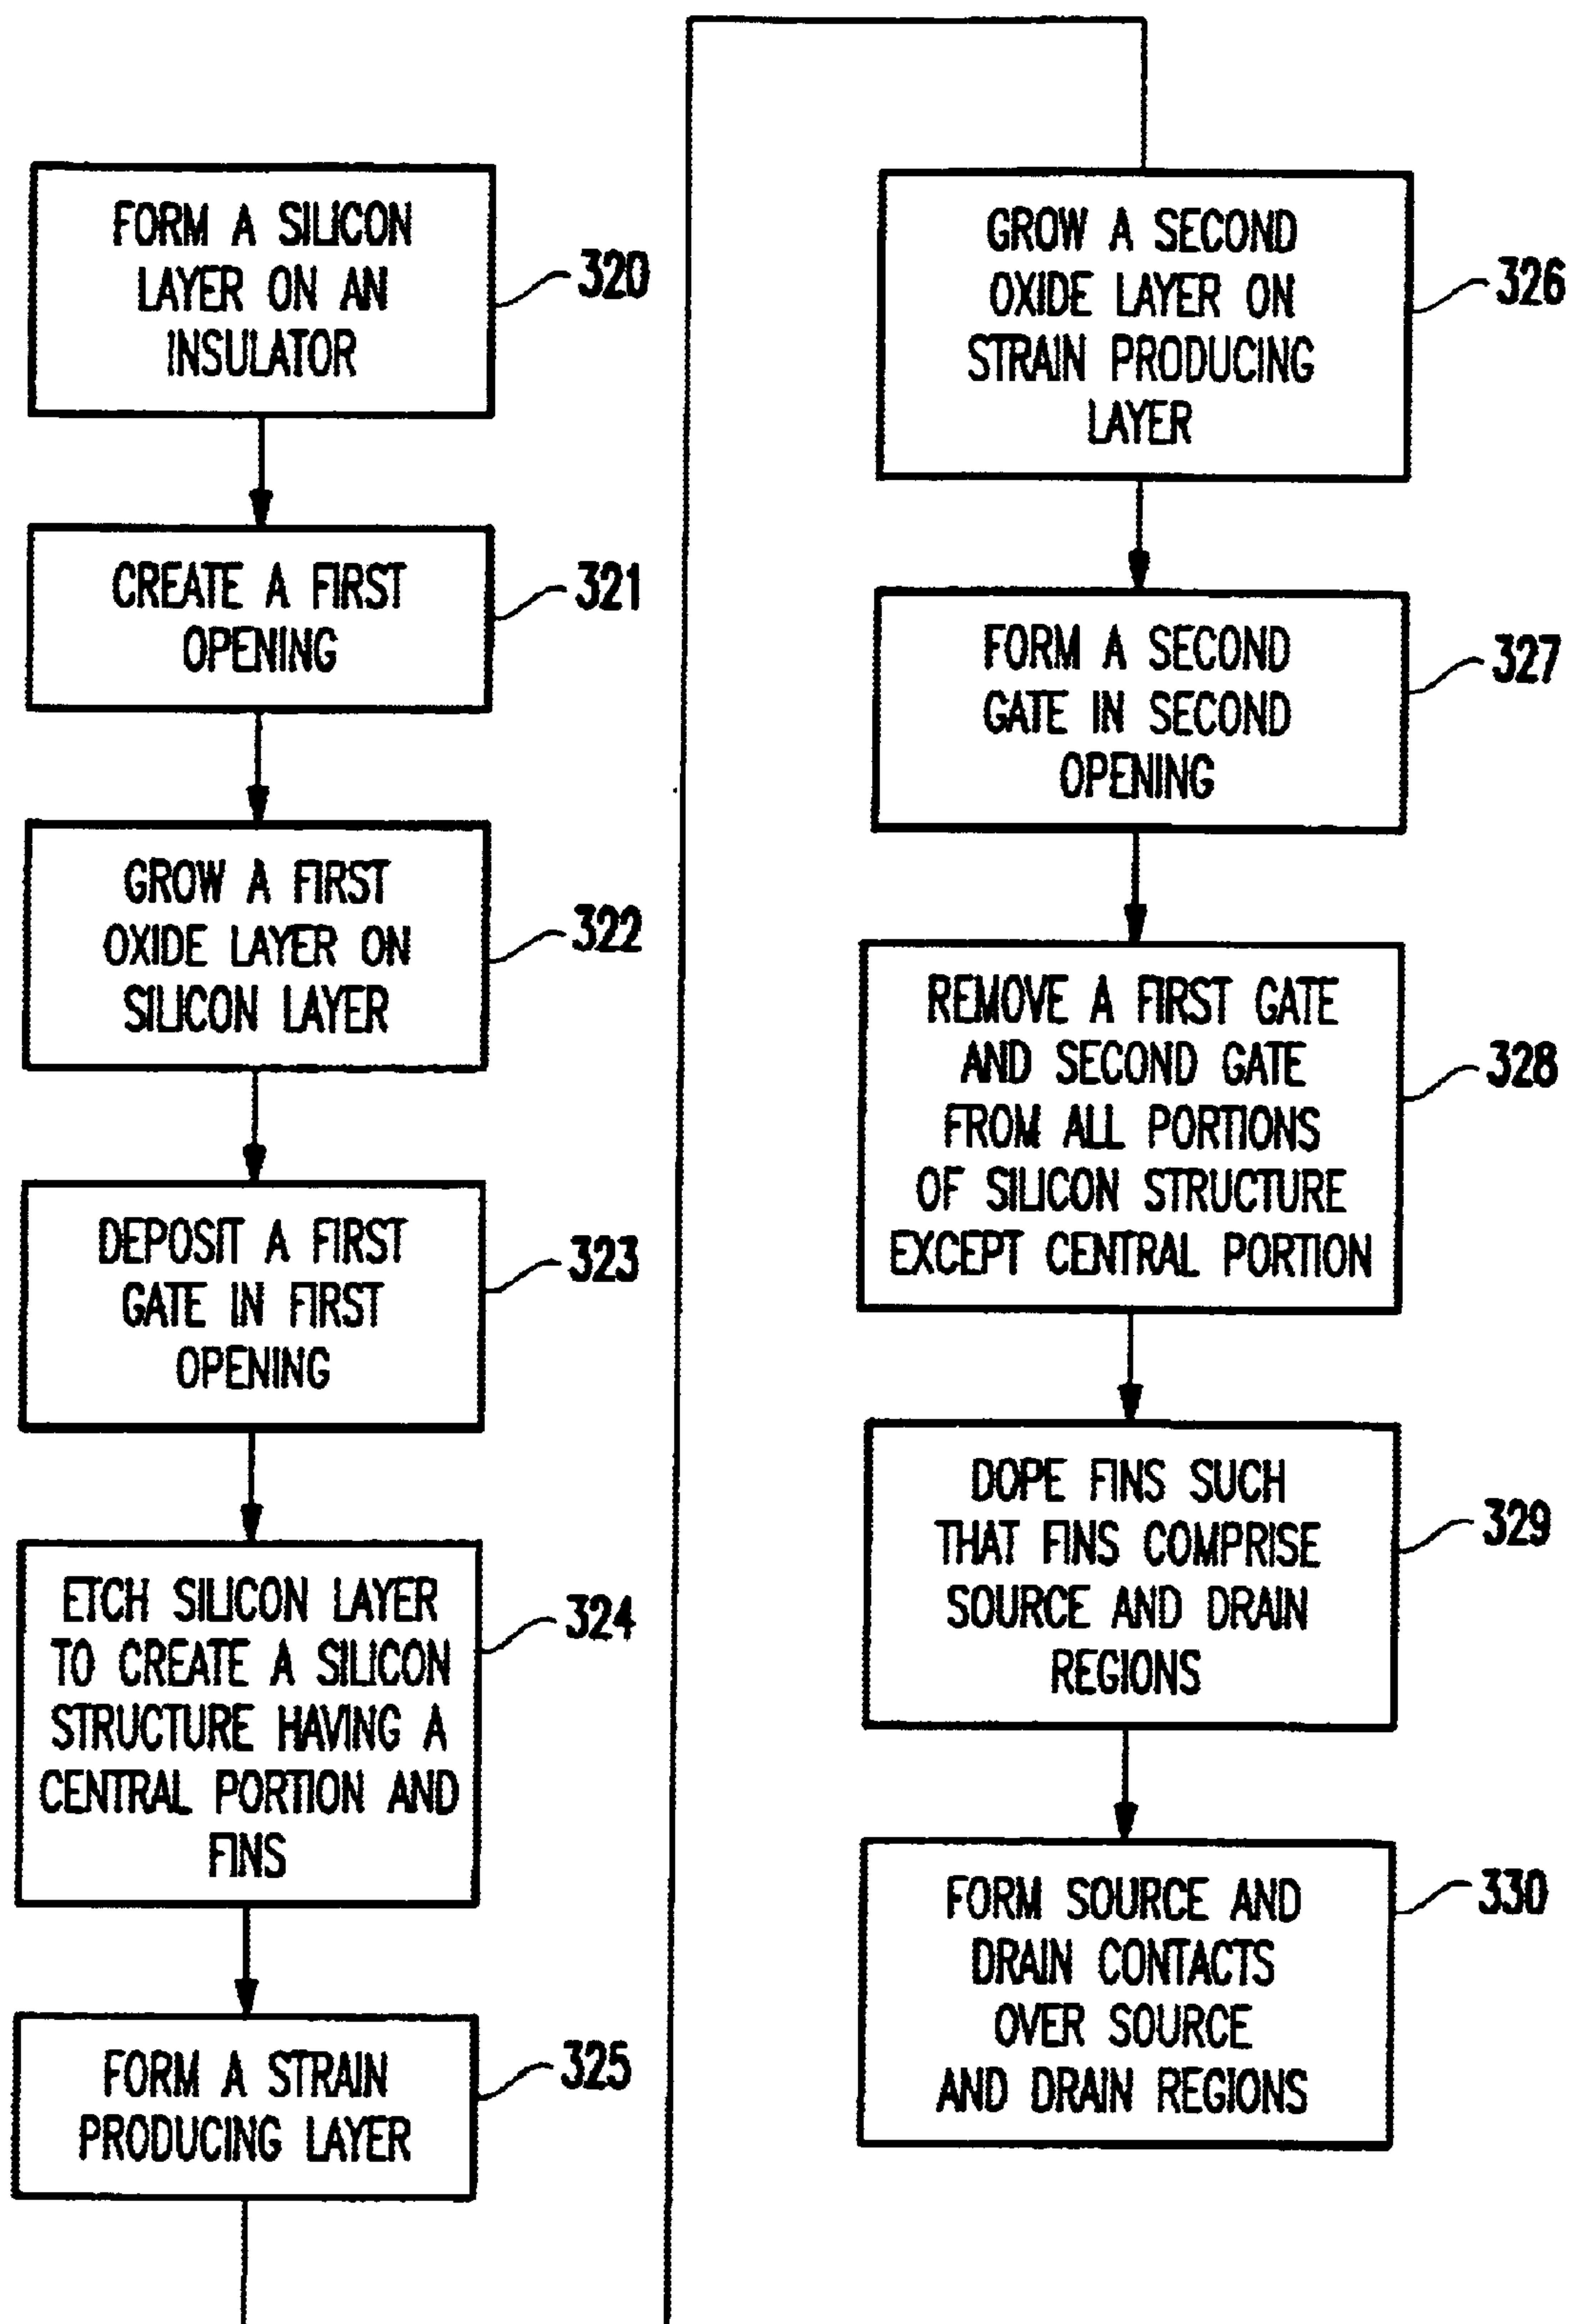 FORM A SILICON
LAYER ON AN
INSULATOR
320
CREATE A FIRST
OPENING
321
GROW A FIRST
OXIDE LAYER ON
SILICON LAYER
322
DEPOSIT A FIRST
GATE IN FIRST
OPENING
323
ETCH SILICON LAYER
TO CREATE A SILICON
STRUCTURE HAVING A
CENTRAL PORTION AND
FINS
324
FORM A STRAIN
PRODUCING LAYER
325
GROW A SECOND
OXIDE LAYER ON
STRAIN PRODUCING
LAYER
326
FORM A SECOND
GATE IN SECOND
OPENING
327
REMOVE A FIRST GATE
AND SECOND GATE
FROM ALL PORTIONS
OF SILICON STRUCTURE
EXCEPT CENTRAL PORTION
328
DOPE FINS SUCH
THAT FINS COMPRISE
SOURCE AND DRAIN
REGIONS
329
FORM SOURCE AND
DRAIN CONTACTS
OVER SOURCE
AND DRAIN REGIONS
330